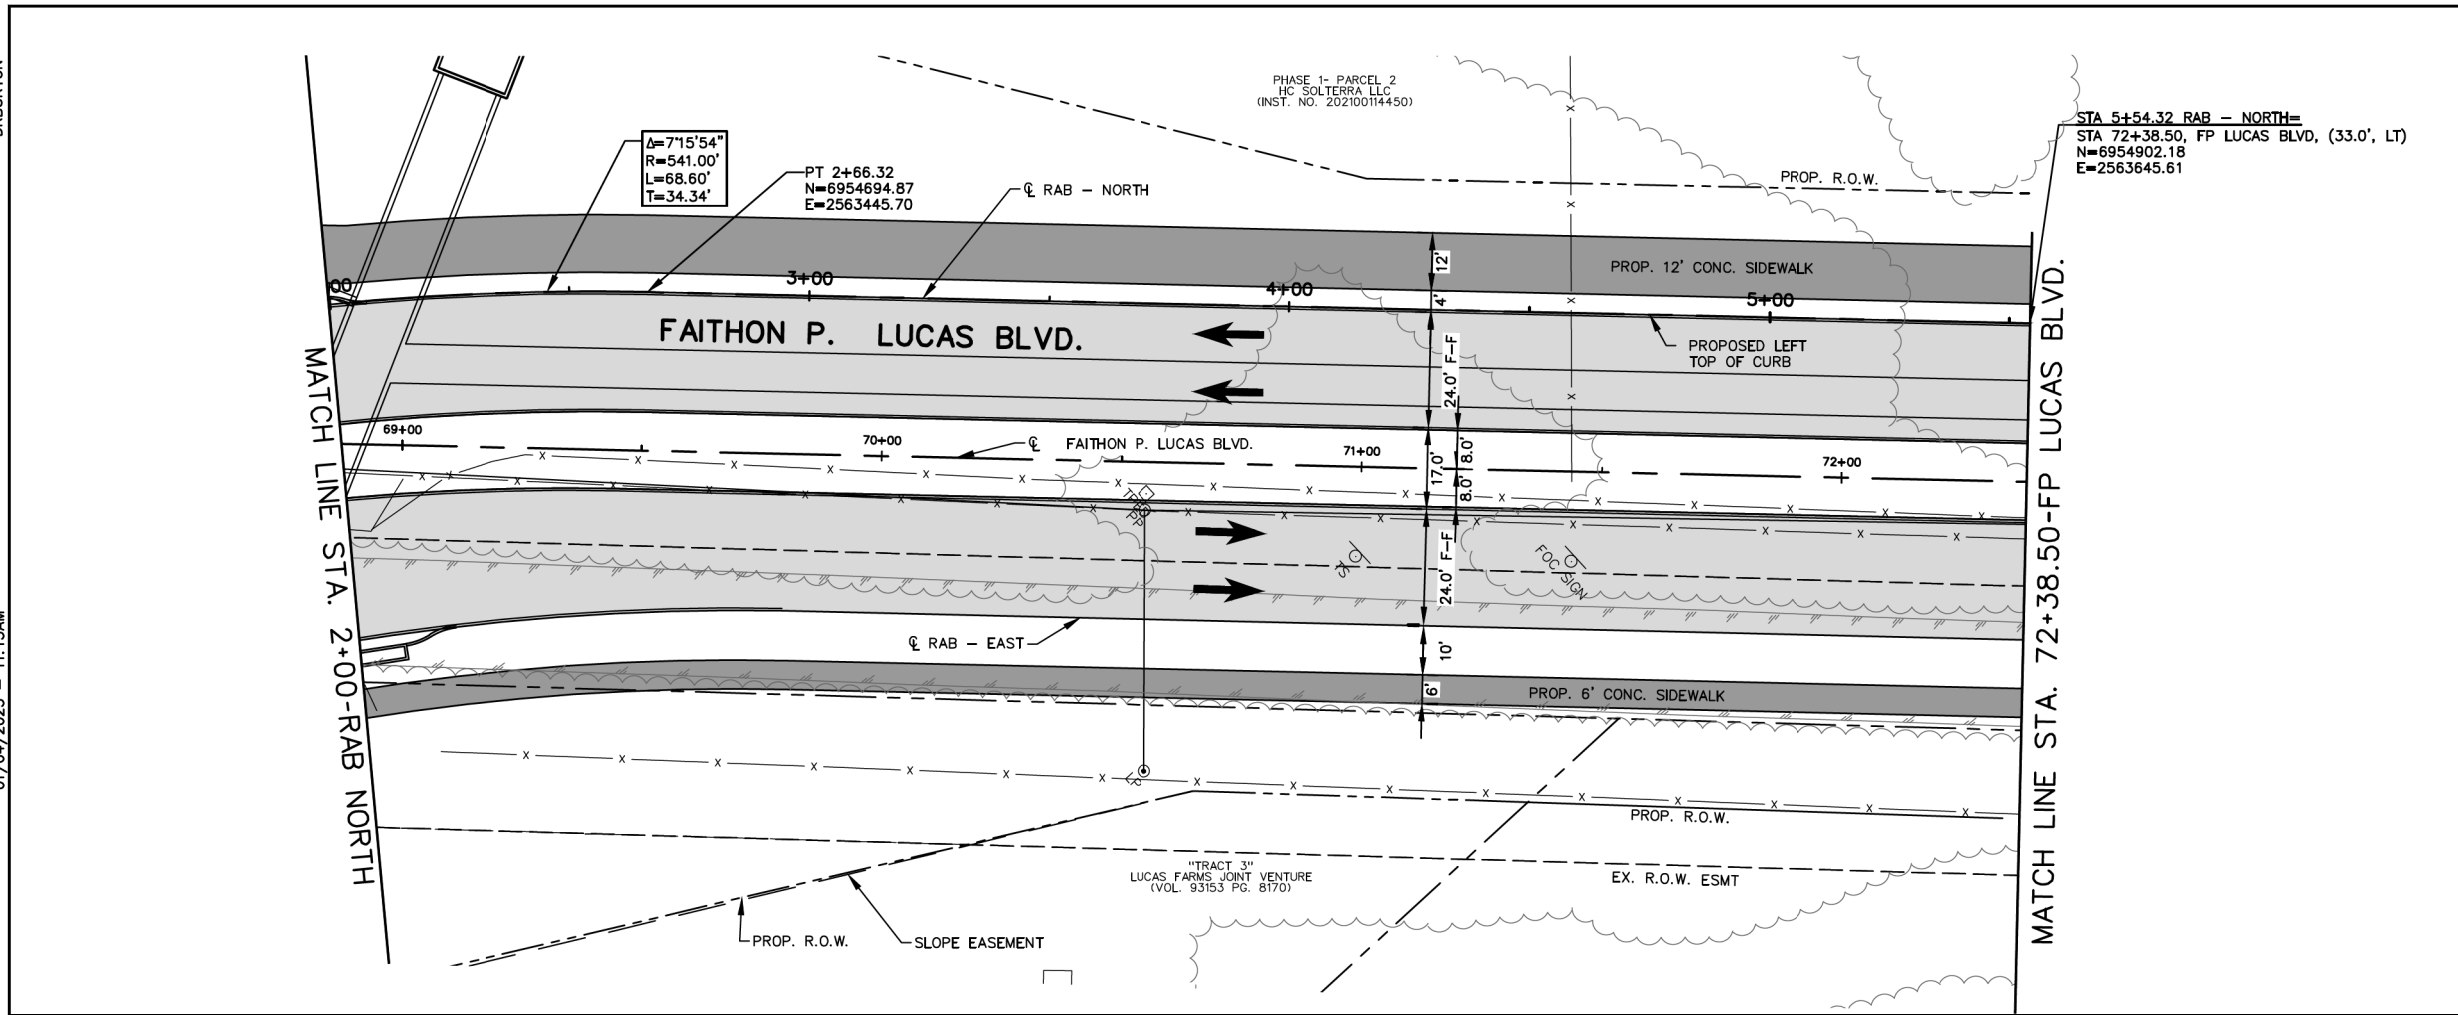 PHASE 1- PARCEL 2
HC SOLTERRA LLC
(INST. NO. 202100114450)
STA 5+54.32 RAB - NORTH=
STA 72+38.50, FP LUCAS BLVD, (33.0', LT)
N=6954902.18
E=2563645.61
Δ=7°15'54"
R=541.00'
L=68.60'
T=34.34'
PT 2+66.32
N=6954694.87
E=2563445.70
℄ RAB - NORTH
PROP. R.O.W.
12'
PROP. 12' CONC. SIDEWALK
00
3+00
4+00
5+00
4'
FAITHON P. LUCAS BLVD.
PROPOSED LEFT
TOP OF CURB
24.0' F-F
69+00
70+00
℄ FAITHON P. LUCAS BLVD.
71+00
72+00
17.0'
8.0'
8.0'
PP
TS
FOC SIGN
24.0' F-F
℄ RAB - EAST
10'
6'
PROP. 6' CONC. SIDEWALK
PROP. R.O.W.
"TRACT 3"
LUCAS FARMS JOINT VENTURE
(VOL. 93153 PG. 8170)
EX. R.O.W. ESMT
PROP. R.O.W.
SLOPE EASEMENT
MATCH LINE STA. 2+00-RAB NORTH
MATCH LINE STA. 72+38.50-FP LUCAS BLVD.